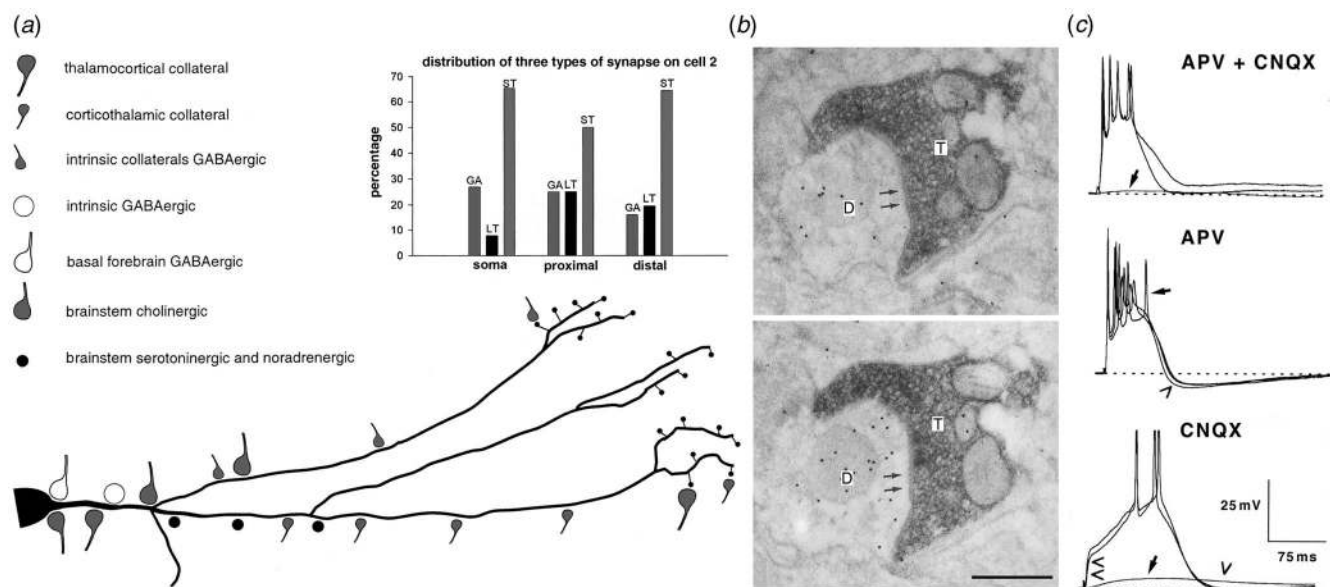 (a)
thalamocortical collateral
corticothalamic collateral
intrinsic collaterals GABAergic
intrinsic GABAergic
basal forebrain GABAergic
brainstem cholinergic
brainstem serotoninergic and noradrenergic
distribution of three types of synapse on cell 2
percentage
70
60
50
40
30
20
10
0
GA
LT
ST
GA
LT
ST
GA
LT
ST
soma
proximal
distal
(b)
T
D
T
D
(c)
APV + CNQX
APV
CNQX
25 mV
75 ms